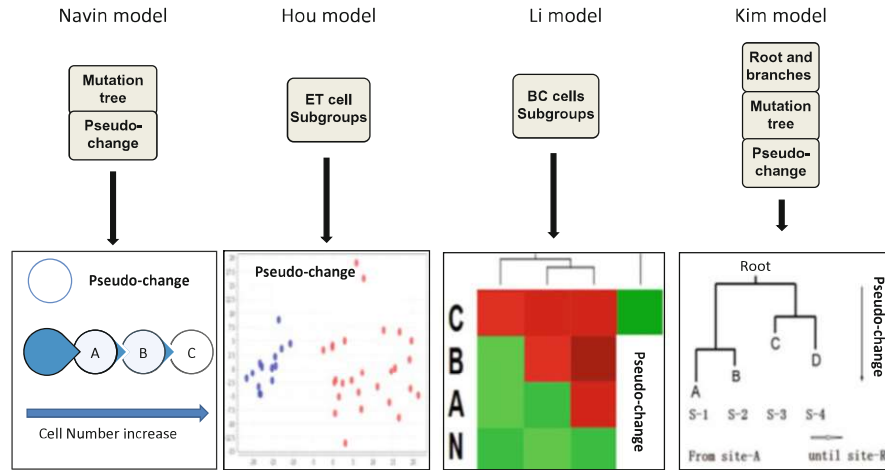 Navin model
Hou model
Li model
Kim model
Mutation
tree
Pseudo-
change
ET cell
Subgroups
BC cells
Subgroups
Root and
branches
Mutation
tree
Pseudo-
change
Pseudo-change
A
B
C
Cell Number increase
Pseudo-change
C
B
A
N
Pseudo-change
Root
A
B
C
D
Pseudo-change
S-1 S-2 S-3 S-4
From site-A
until site-R